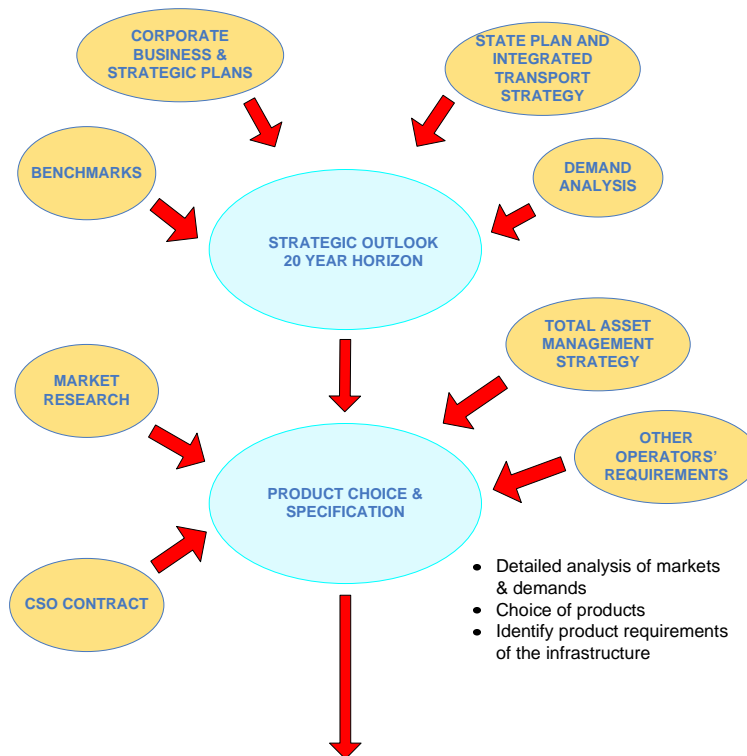 CORPORATE
BUSINESS &
STRATEGIC PLANS
STATE PLAN AND
INTEGRATED
TRANSPORT
STRATEGY
BENCHMARKS
DEMAND
ANALYSIS
STRATEGIC OUTLOOK
20 YEAR HORIZON
TOTAL ASSET
MANAGEMENT
STRATEGY
MARKET
RESEARCH
OTHER
OPERATORS’
REQUIREMENTS
PRODUCT CHOICE &
SPECIFICATION
CSO CONTRACT
• Detailed analysis of markets
& demands
• Choice of products
• Identify product requirements
of the infrastructure